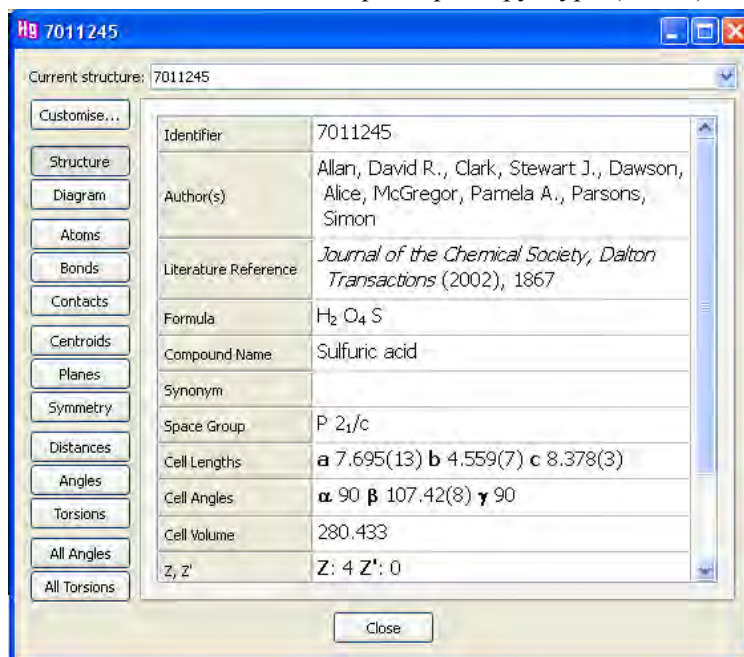 Hg 7011245
Current structure: 7011245
Customise...
Structure
Diagram
Atoms
Bonds
Contacts
Centroids
Planes
Symmetry
Distances
Angles
Torsions
All Angles
All Torsions
Identifier 7011245
Author(s) Allan, David R., Clark, Stewart J., Dawson,
Alice, McGregor, Pamela A., Parsons,
Simon
Literature Reference Journal of the Chemical Society, Dalton
Transactions (2002), 1867
Formula H₂ O₄ S
Compound Name Sulfuric acid
Synonym
Space Group P 2₁/c
Cell Lengths a 7.695(13) b 4.559(7) c 8.378(3)
Cell Angles α 90 β 107.42(8) γ 90
Cell Volume 280.433
Z, Z' Z: 4 Z': 0
Close